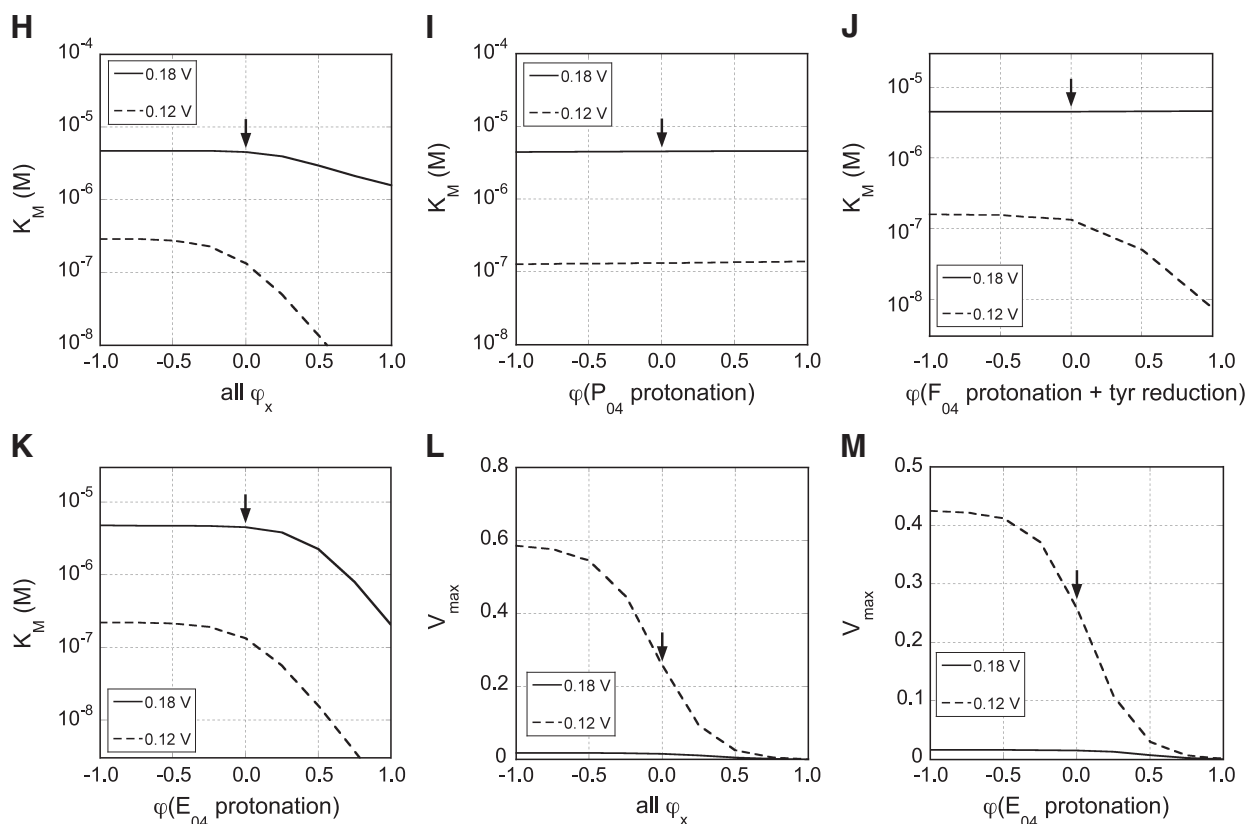 H
10⁻⁴
10⁻⁵
10⁻⁶
10⁻⁷
10⁻⁸
K_M (M)
0.18 V
0.12 V
-1.0 -0.5 0.0 0.5 1.0
all φ_x
I
10⁻⁴
10⁻⁵
10⁻⁶
10⁻⁷
10⁻⁸
K_M (M)
0.18 V
0.12 V
-1.0 -0.5 0.0 0.5 1.0
φ(P_04 protonation)
J
10⁻⁵
10⁻⁶
10⁻⁷
10⁻⁸
K_M (M)
0.18 V
0.12 V
-1.0 -0.5 0.0 0.5 1.0
φ(F_04 protonation + tyr reduction)
K
10⁻⁵
10⁻⁶
10⁻⁷
10⁻⁸
K_M (M)
0.18 V
0.12 V
-1.0 -0.5 0.0 0.5 1.0
φ(E_04 protonation)
L
0.8
0.6
0.4
0.2
0
V_max
0.18 V
0.12 V
-1.0 -0.5 0.0 0.5 1.0
all φ_x
M
0.5
0.4
0.3
0.2
0.1
0
V_max
0.18 V
0.12 V
-1.0 -0.5 0.0 0.5 1.0
φ(E_04 protonation)